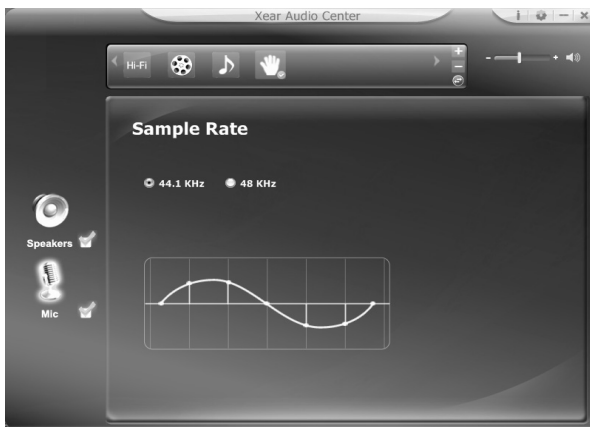 Xear Audio Center
Hi-Fi
Sample Rate
44.1 KHz 48 KHz
Speakers
Mic